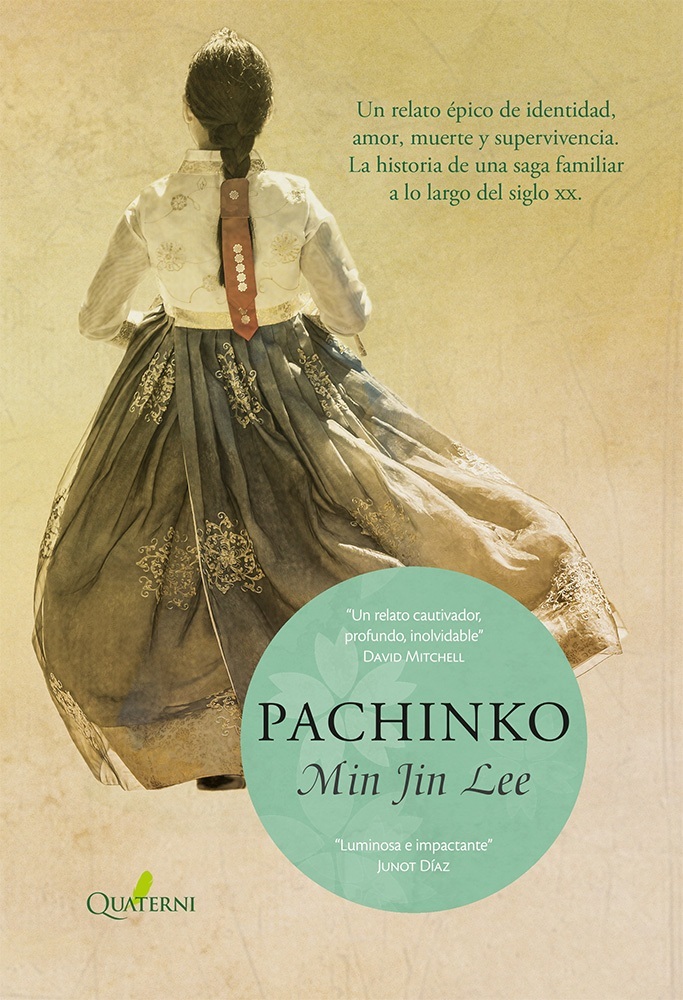 Un relato épico de identidad,
amor, muerte y supervivencia.
La historia de una saga familiar
a lo largo del siglo XX.
“Un relato cautivador,
profundo, inolvidable”
DAVID MITCHELL
PACHINKO
Min Jin Lee
“Luminosa e impactante”
JUNOT DÍAZ
QUATERNI